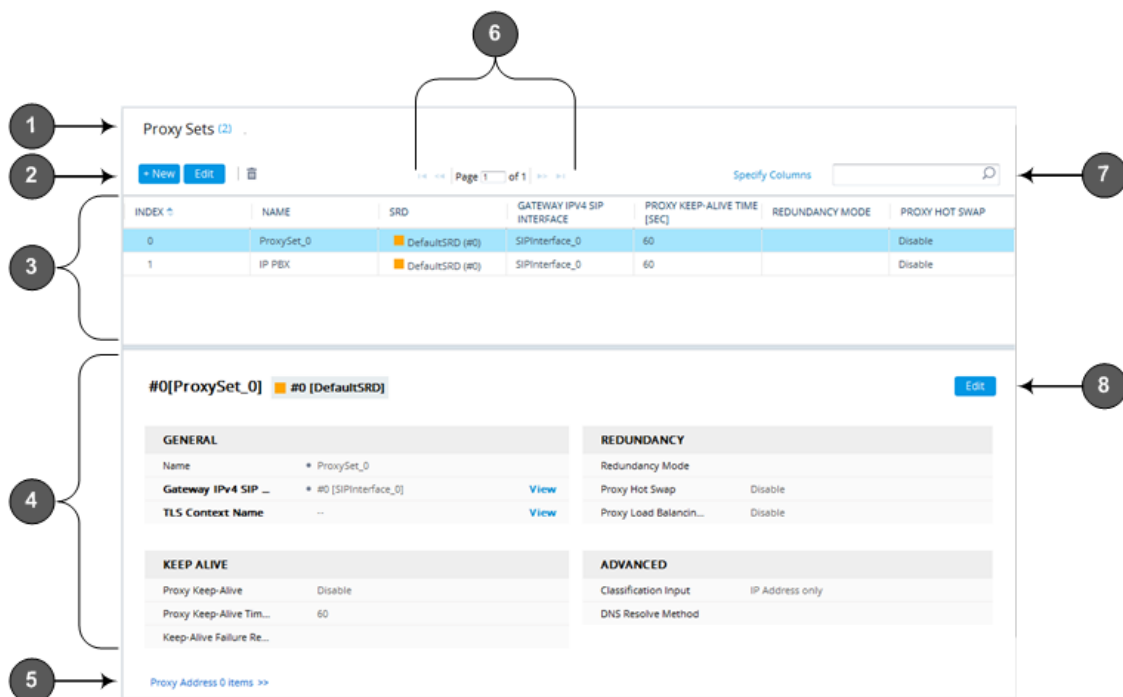 6
1
Proxy Sets (2) .
2
+ New Edit Page 1 of 1 Specify Columns
7
INDEX NAME SRD GATEWAY IPV4 SIP INTERFACE PROXY KEEP-ALIVE TIME [SEC] REDUNDANCY MODE PROXY HOT SWAP
0 ProxySet_0 DefaultSRD (#0) SIPInterface_0 60 Disable
3
1 IP PBX DefaultSRD (#0) SIPInterface_0 60 Disable
#0[ProxySet_0] #0 [DefaultSRD] Edit
8
GENERAL
Name ProxySet_0
Gateway IPv4 SIP ... #0 [SIPInterface_0] View
TLS Context Name -- View
REDUNDANCY
Redundancy Mode
Proxy Hot Swap Disable
Proxy Load Balancin... Disable
4
KEEP ALIVE
Proxy Keep-Alive Disable
Proxy Keep-Alive Tim... 60
Keep-Alive Failure Re...
ADVANCED
Classification Input IP Address only
DNS Resolve Method
5
Proxy Address 0 items >>